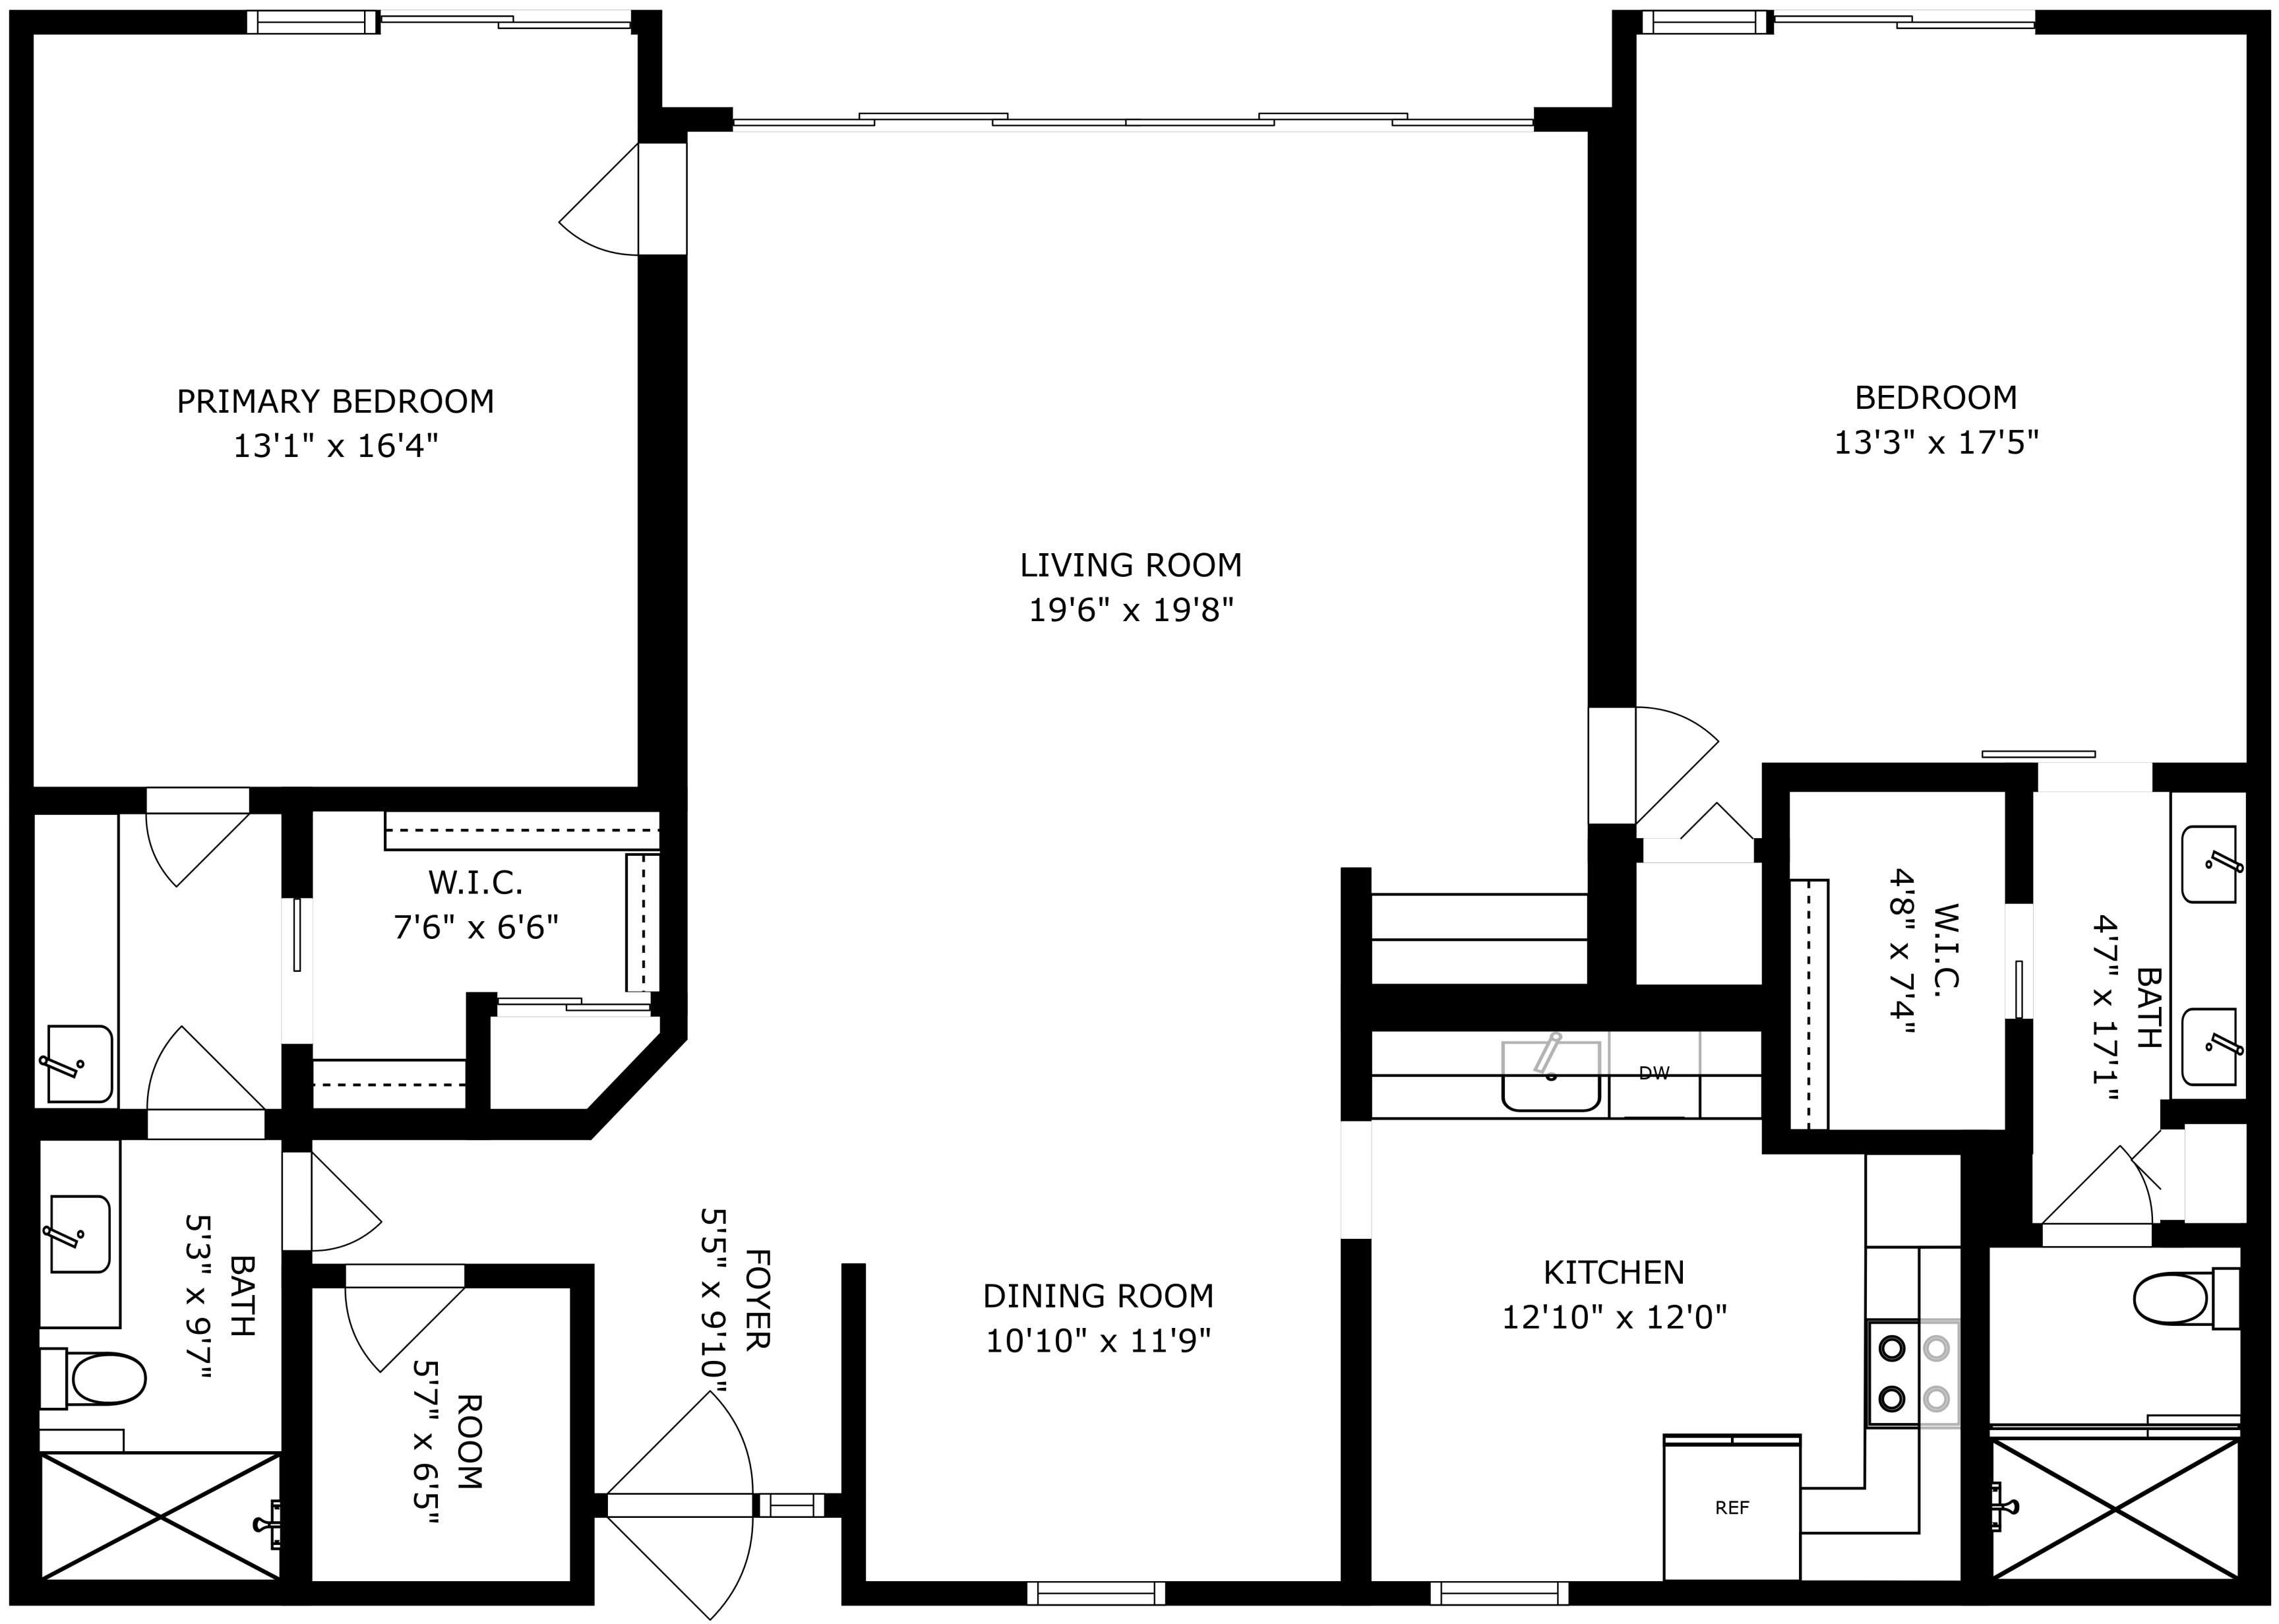 PRIMARY BEDROOM
13'1" x 16'4"
BEDROOM
13'3" x 17'5"
LIVING ROOM
19'6" x 19'8"
W.I.C.
7'6" x 6'6"
W.I.C.
4'8" x 7'4"
BATH
4'7" x 17'1"
DW
BATH
5'3" x 9'7"
FOYER
5'5" x 9'10"
DINING ROOM
10'10" x 11'9"
KITCHEN
12'10" x 12'0"
ROOM
5'7" x 6'5"
REF